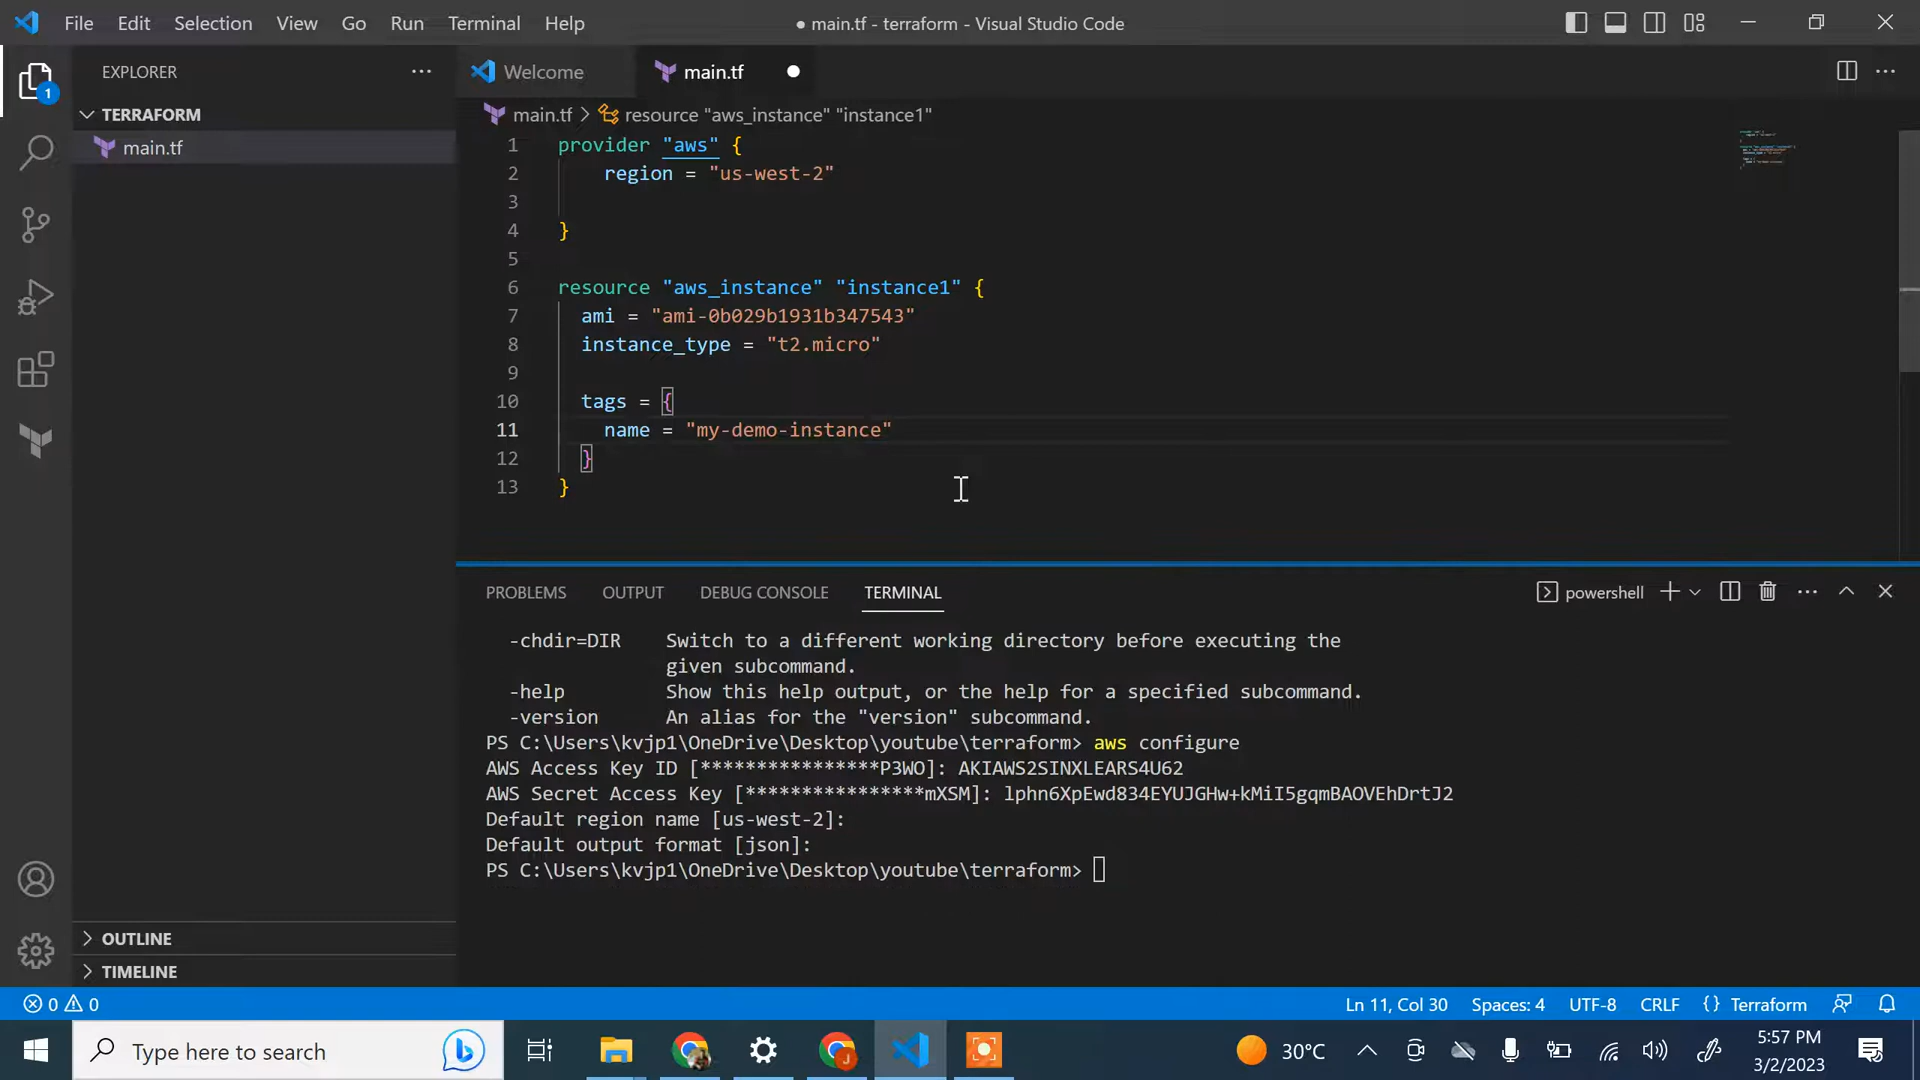 File Edit Selection View Go Run Terminal Help
● main.tf - terraform - Visual Studio Code
EXPLORER
1
TERRAFORM
main.tf
OUTLINE
TIMELINE
Welcome
main.tf
main.tf > resource "aws_instance" "instance1"
1 provider "aws" {
2 region = "us-west-2"
3
4 }
5
6 resource "aws_instance" "instance1" {
7 ami = "ami-0b029b1931b347543"
8 instance_type = "t2.micro"
9
10 tags = {
11 name = "my-demo-instance"
12 }
13 }
PROBLEMS OUTPUT DEBUG CONSOLE TERMINAL
powershell
-chdir=DIR Switch to a different working directory before executing the
given subcommand.
-help Show this help output, or the help for a specified subcommand.
-version An alias for the "version" subcommand.
PS C:\Users\kvjp1\OneDrive\Desktop\youtube\terraform> aws configure
AWS Access Key ID [****************P3WO]: AKIAWS2SINXLEARS4U62
AWS Secret Access Key [****************mXSM]: 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
Default region name [us-west-2]:
Default output format [json]:
PS C:\Users\kvjp1\OneDrive\Desktop\youtube\terraform>
0 0
Ln 11, Col 30 Spaces: 4 UTF-8 CRLF {} Terraform
Type here to search
30°C
5:57 PM
3/2/2023